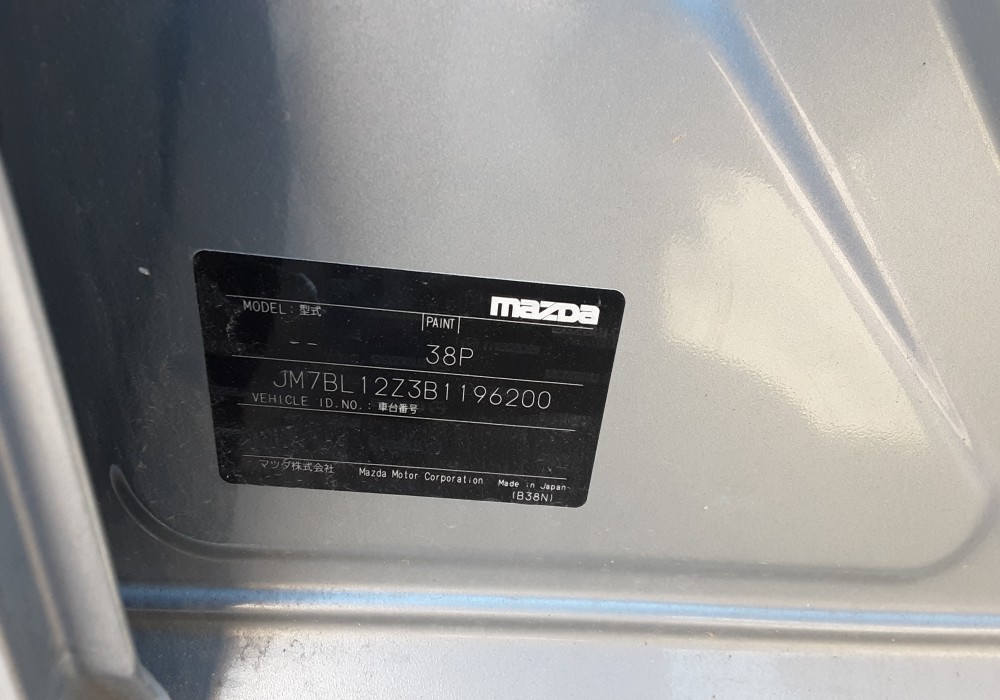 mazda
MODEL : 型式
PAINT
-- 38P
JM7BL12Z3B1196200
VEHICLE ID.NO. : 車台番号
マツダ株式会社 Mazda Motor Corporation Made in Japan
(B38N)